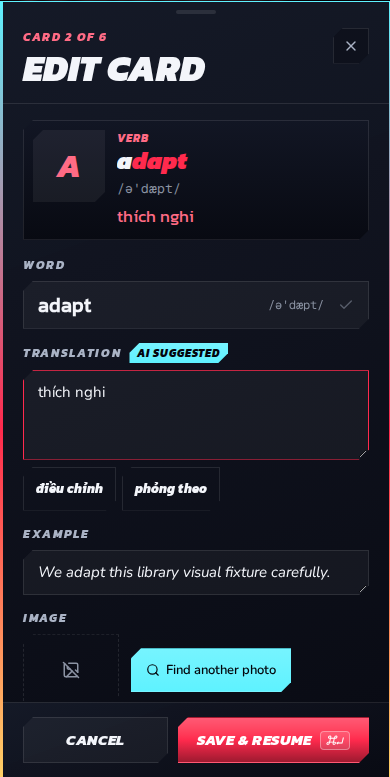 CARD 2 OF 6
EDIT CARD
A
VERB
adapt
/ə'dæpt/
thích nghi
WORD
adapt /ə'dæpt/
TRANSLATION AI SUGGESTED
thích nghi
điều chỉnh phỏng theo
EXAMPLE
We adapt this library visual fixture carefully.
IMAGE
Find another photo
CANCEL SAVE & RESUME ⌘↵